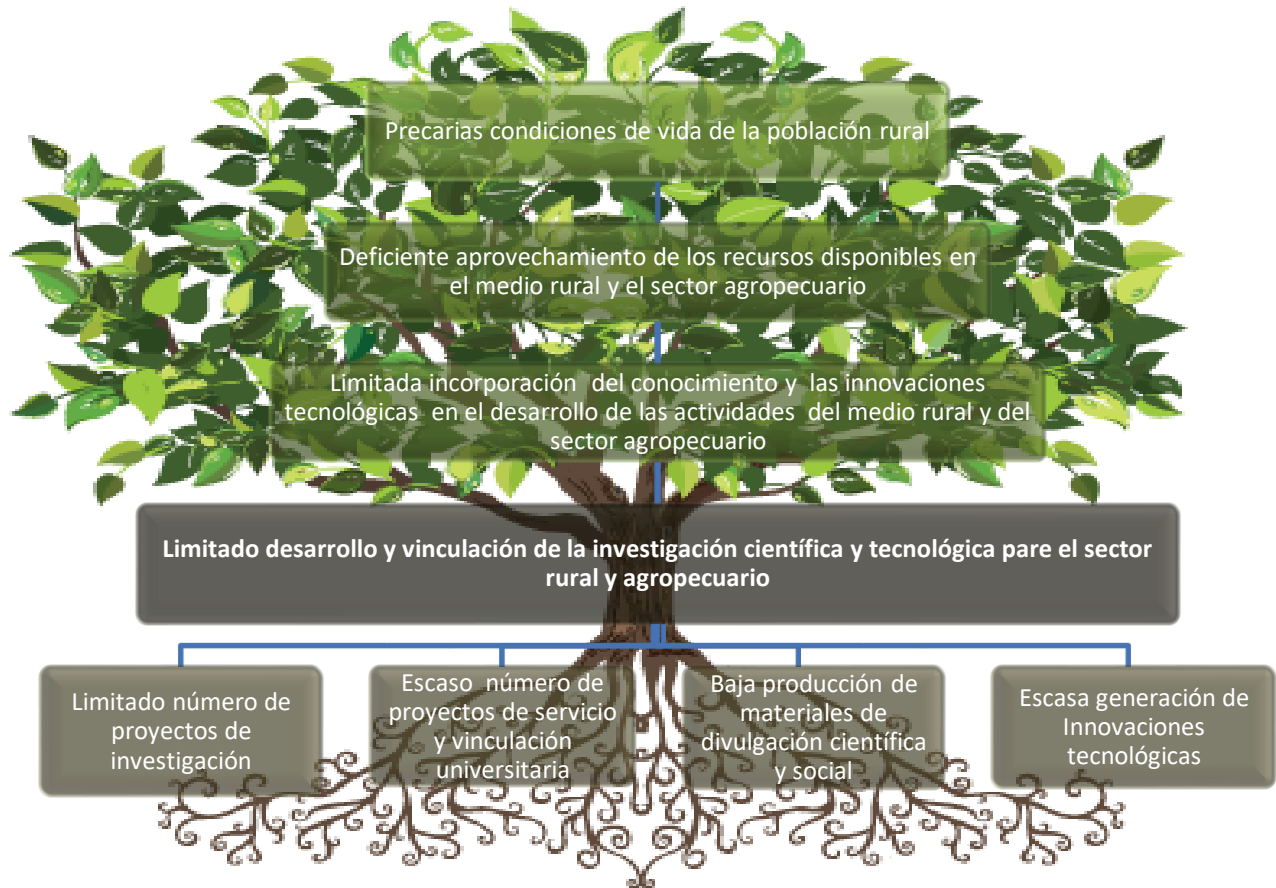 Precarias condiciones de vida de la población rural
Deficiente aprovechamiento de los recursos disponibles en
el medio rural y el sector agropecuario
Limitada incorporación del conocimiento y las innovaciones
tecnológicas en el desarrollo de las actividades del medio rural y del
sector agropecuario
Limitado desarrollo y vinculación de la investigación científica y tecnológica pare el sector
rural y agropecuario
Limitado número de
proyectos de
investigación
Escaso número de
proyectos de servicio
y vinculación
universitaria
Baja producción de
materiales de
divulgación científica
y social
Escasa generación de
Innovaciones
tecnológicas